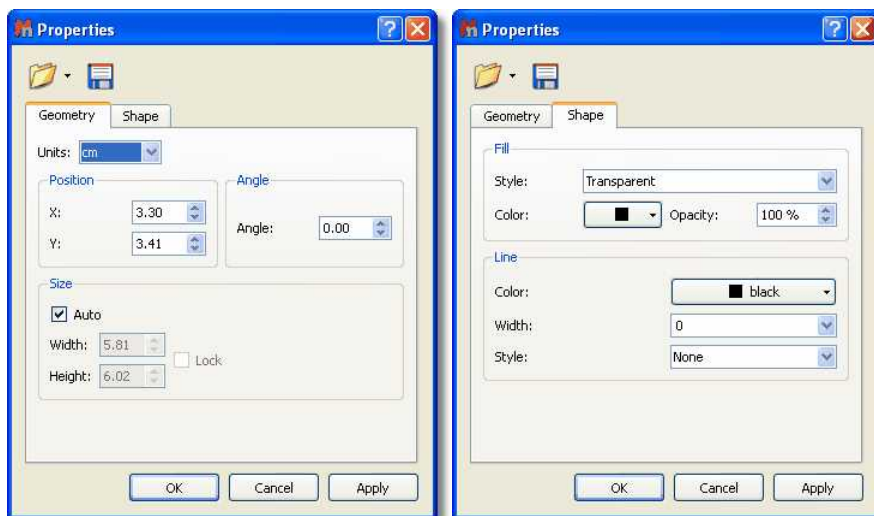 Properties
Geometry Shape
Units: cm
Position
X: 3.30
Y: 3.41
Angle
Angle: 0.00
Size
Auto
Width: 5.81
Height: 6.02
Lock
OK Cancel Apply
Properties
Geometry Shape
Fill
Style: Transparent
Color: Opacity: 100 %
Line
Color: black
Width: 0
Style: None
OK Cancel Apply